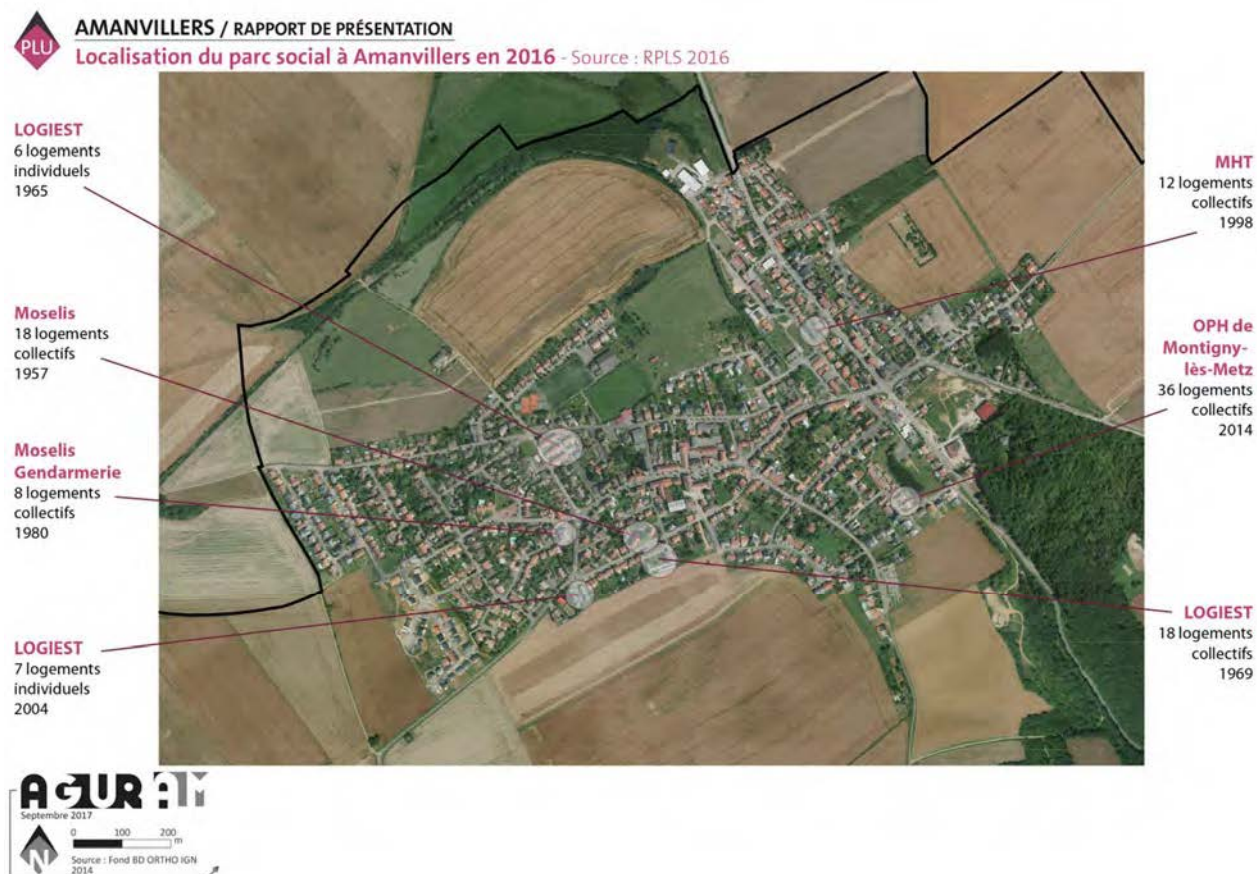 PLU
AMANVILLERS / RAPPORT DE PRÉSENTATION
Localisation du parc social à Amanvillers en 2016 - Source : RPLS 2016
LOGIEST
6 logements
individuels
1965
Moselis
18 logements
collectifs
1957
Moselis
Gendarmerie
8 logements
collectifs
1980
LOGIEST
7 logements
individuels
2004
MHT
12 logements
collectifs
1998
OPH de
Montigny-
lès-Metz
36 logements
collectifs
2014
LOGIEST
18 logements
collectifs
1969
AGURAM
Septembre 2017
N
0 100 200
m
Source : Fond BD ORTHO IGN
2014